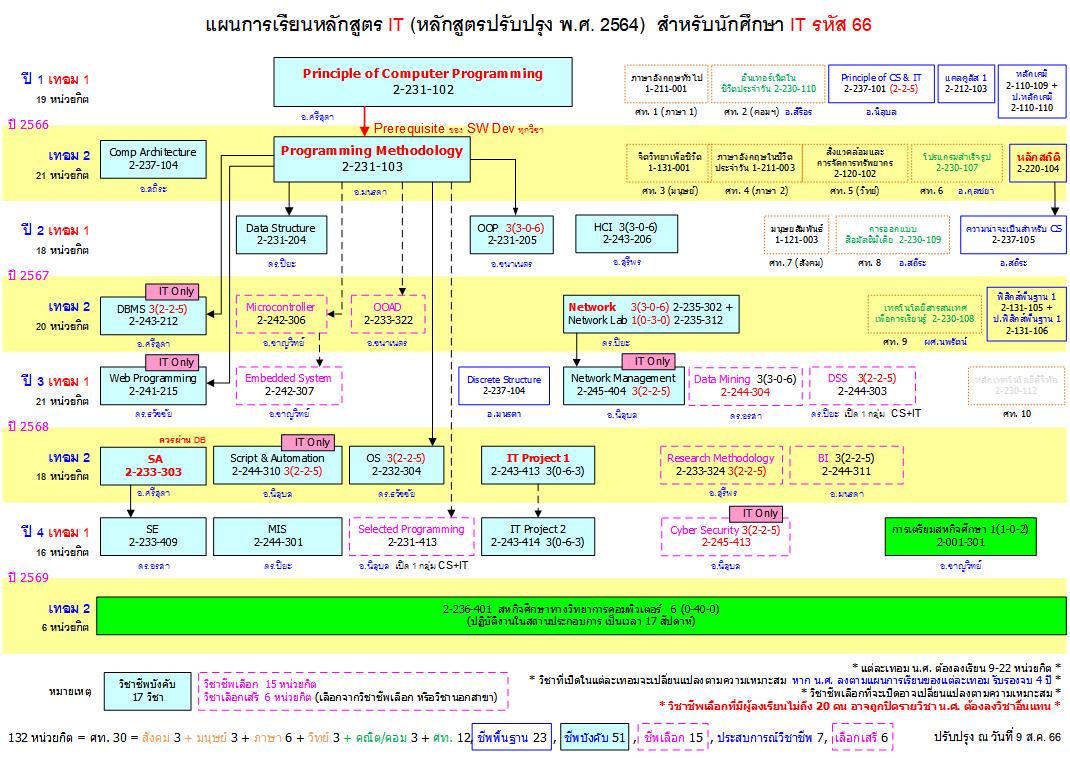 แผนการเรียนหลักสูตร IT (หลักสูตรปรับปรุง พ.ศ. 2564) สำหรับนักศึกษา IT รหัส 66
ปี 1 เทอม 1
19 หน่วยกิต
Principle of Computer Programming
2-231-102
อ.ศรีสุดา
ภาษาอังกฤษทั่วไป
1-211-001
ศท. 1 (ภาษา 1)
อินเทอร์เน็ตใน
ชีวิตประจำวัน 2-230-110
ศท. 2 (คอมฯ) อ.สิรีอร
Principle of CS & IT
2-237-101 (2-2-5)
อ.นิลุบล
แคลคูลัส 1
2-212-103
หลักเคมี
2-110-109 +
ป.หลักเคมี
2-110-110
ปี 2566
Prerequisite ของ SW Dev ทุกวิชา
เทอม 2
21 หน่วยกิต
Comp Architecture
2-237-104
อ.สถิระ
Programming Methodology
2-231-103
อ.มนรดา
จิตวิทยาเพื่อชีวิต
1-131-001
ศท. 3 (มนุษย์)
ภาษาอังกฤษในชีวิต
ประจำวัน 1-211-003
ศท. 4 (ภาษา 2)
สิ่งแวดล้อมและ
การจัดการทรัพยากร
2-120-102
ศท. 5 (วิทย์)
โปรแกรมสำเร็จรูป
2-230-107
ศท. 6 อ.กุลชยา
หลักสถิติ
2-220-104
ปี 2 เทอม 1
18 หน่วยกิต
Data Structure
2-231-204
ดร.ปิยะ
OOP 3(3-0-6)
2-231-205
อ.ชนาเนตร
HCI 3(3-0-6)
2-243-206
อ.สุรีพร
มนุษยสัมพันธ์
1-121-003
ศท. 7 (สังคม)
การออกแบบ
สื่อมัลติมีเดีย 2-230-109
ศท. 8 อ.สถิระ
ความน่าจะเป็นสำหรับ CS
2-237-105
อ.สถิระ
ปี 2567
เทอม 2
20 หน่วยกิต
IT Only
DBMS 3(2-2-5)
2-243-212
อ.ศรีสุดา
Microcontroller
2-242-306
อ.ชาญวิทย์
OOAD
2-233-322
อ.ชนาเนตร
Network 3(3-0-6) 2-235-302 +
Network Lab 1(0-3-0) 2-235-312
ดร.ปิยะ
เทคโนโลยีสารสนเทศ
เพื่อการเรียนรู้ 2-230-108
ศท. 9 ผศ.นพรัตน์
ฟิสิกส์พื้นฐาน 1
2-131-105 +
ป.ฟิสิกส์พื้นฐาน 1
2-131-106
ปี 3 เทอม 1
21 หน่วยกิต
IT Only
Web Programming
2-241-215
ดร.ธวัชชัย
Embedded System
2-242-307
อ.ชาญวิทย์
Discrete Structure
2-237-104
อ.มนรดา
IT Only
Network Management
2-245-404 3(2-2-5)
อ.นิลุบล
Data Mining 3(3-0-6)
2-244-304
ดร.อรสา
DSS 3(2-2-5)
2-244-303
ดร.ปิยะ เปิด 1 กลุ่ม CS+IT
หลักเทคโนโลยีดิจิทัล
2-230-112
ศท. 10
ปี 2568
เทอม 2
18 หน่วยกิต
ควรผ่าน DB
SA
2-233-303
อ.ศรีสุดา
IT Only
Script & Automation
2-244-310 3(2-2-5)
อ.นิลุบล
OS 3(2-2-5)
2-232-304
ดร.ธวัชชัย
IT Project 1
2-243-413 3(0-6-3)
Research Methodology
2-233-324 3(2-2-5)
อ.สุรีพร
BI 3(2-2-5)
2-244-311
อ.มนรดา
ปี 4 เทอม 1
16 หน่วยกิต
SE
2-233-409
ดร.อรสา
MIS
2-244-301
ดร.ปิยะ
Selected Programming
2-231-413
อ.นิลุบล เปิด 1 กลุ่ม CS+IT
IT Project 2
2-243-414 3(0-6-3)
IT Only
Cyber Security 3(2-2-5)
2-245-413
อ.นิลุบล
การเตรียมสหกิจศึกษา 1(1-0-2)
2-001-301
อ.ชาญวิทย์
ปี 2569
เทอม 2
6 หน่วยกิต
2-236-401 สหกิจศึกษาทางวิทยาการคอมพิวเตอร์ 6 (0-40-0)
(ปฏิบัติงานในสถานประกอบการ เป็นเวลา 17 สัปดาห์)
หมายเหตุ
วิชาชีพบังคับ
17 วิชา
วิชาชีพเลือก 15 หน่วยกิต
วิชาเลือกเสรี 6 หน่วยกิต (เลือกจากวิชาชีพเลือก หรือวิชานอกสาขา)
* แต่ละเทอม น.ศ. ต้องลงเรียน 9-22 หน่วยกิต *
* วิชาที่เปิดในแต่ละเทอมจะเปลี่ยนแปลงตามความเหมาะสม หาก น.ศ. ลงตามแผนการเรียนของแต่ละเทอม รับรองจบ 4 ปี *
* วิชาชีพเลือกที่จะเปิดอาจเปลี่ยนแปลงตามความเหมาะสม *
* วิชาชีพเลือกที่มีผู้ลงเรียนไม่ถึง 20 คน อาจถูกปิดรายวิชา น.ศ. ต้องลงวิชาอื่นแทน *
132 หน่วยกิต = ศท. 30 = สังคม 3 + มนุษย์ 3 + ภาษา 6 + วิทย์ 3 + คณิต/คอม 3 + ศท. 12, ชีพพื้นฐาน 23 , ชีพบังคับ 51 , ชีพเลือก 15 , ประสบการณ์วิชาชีพ 7, เลือกเสรี 6
ปรับปรุง ณ วันที่ 9 ส.ค. 66